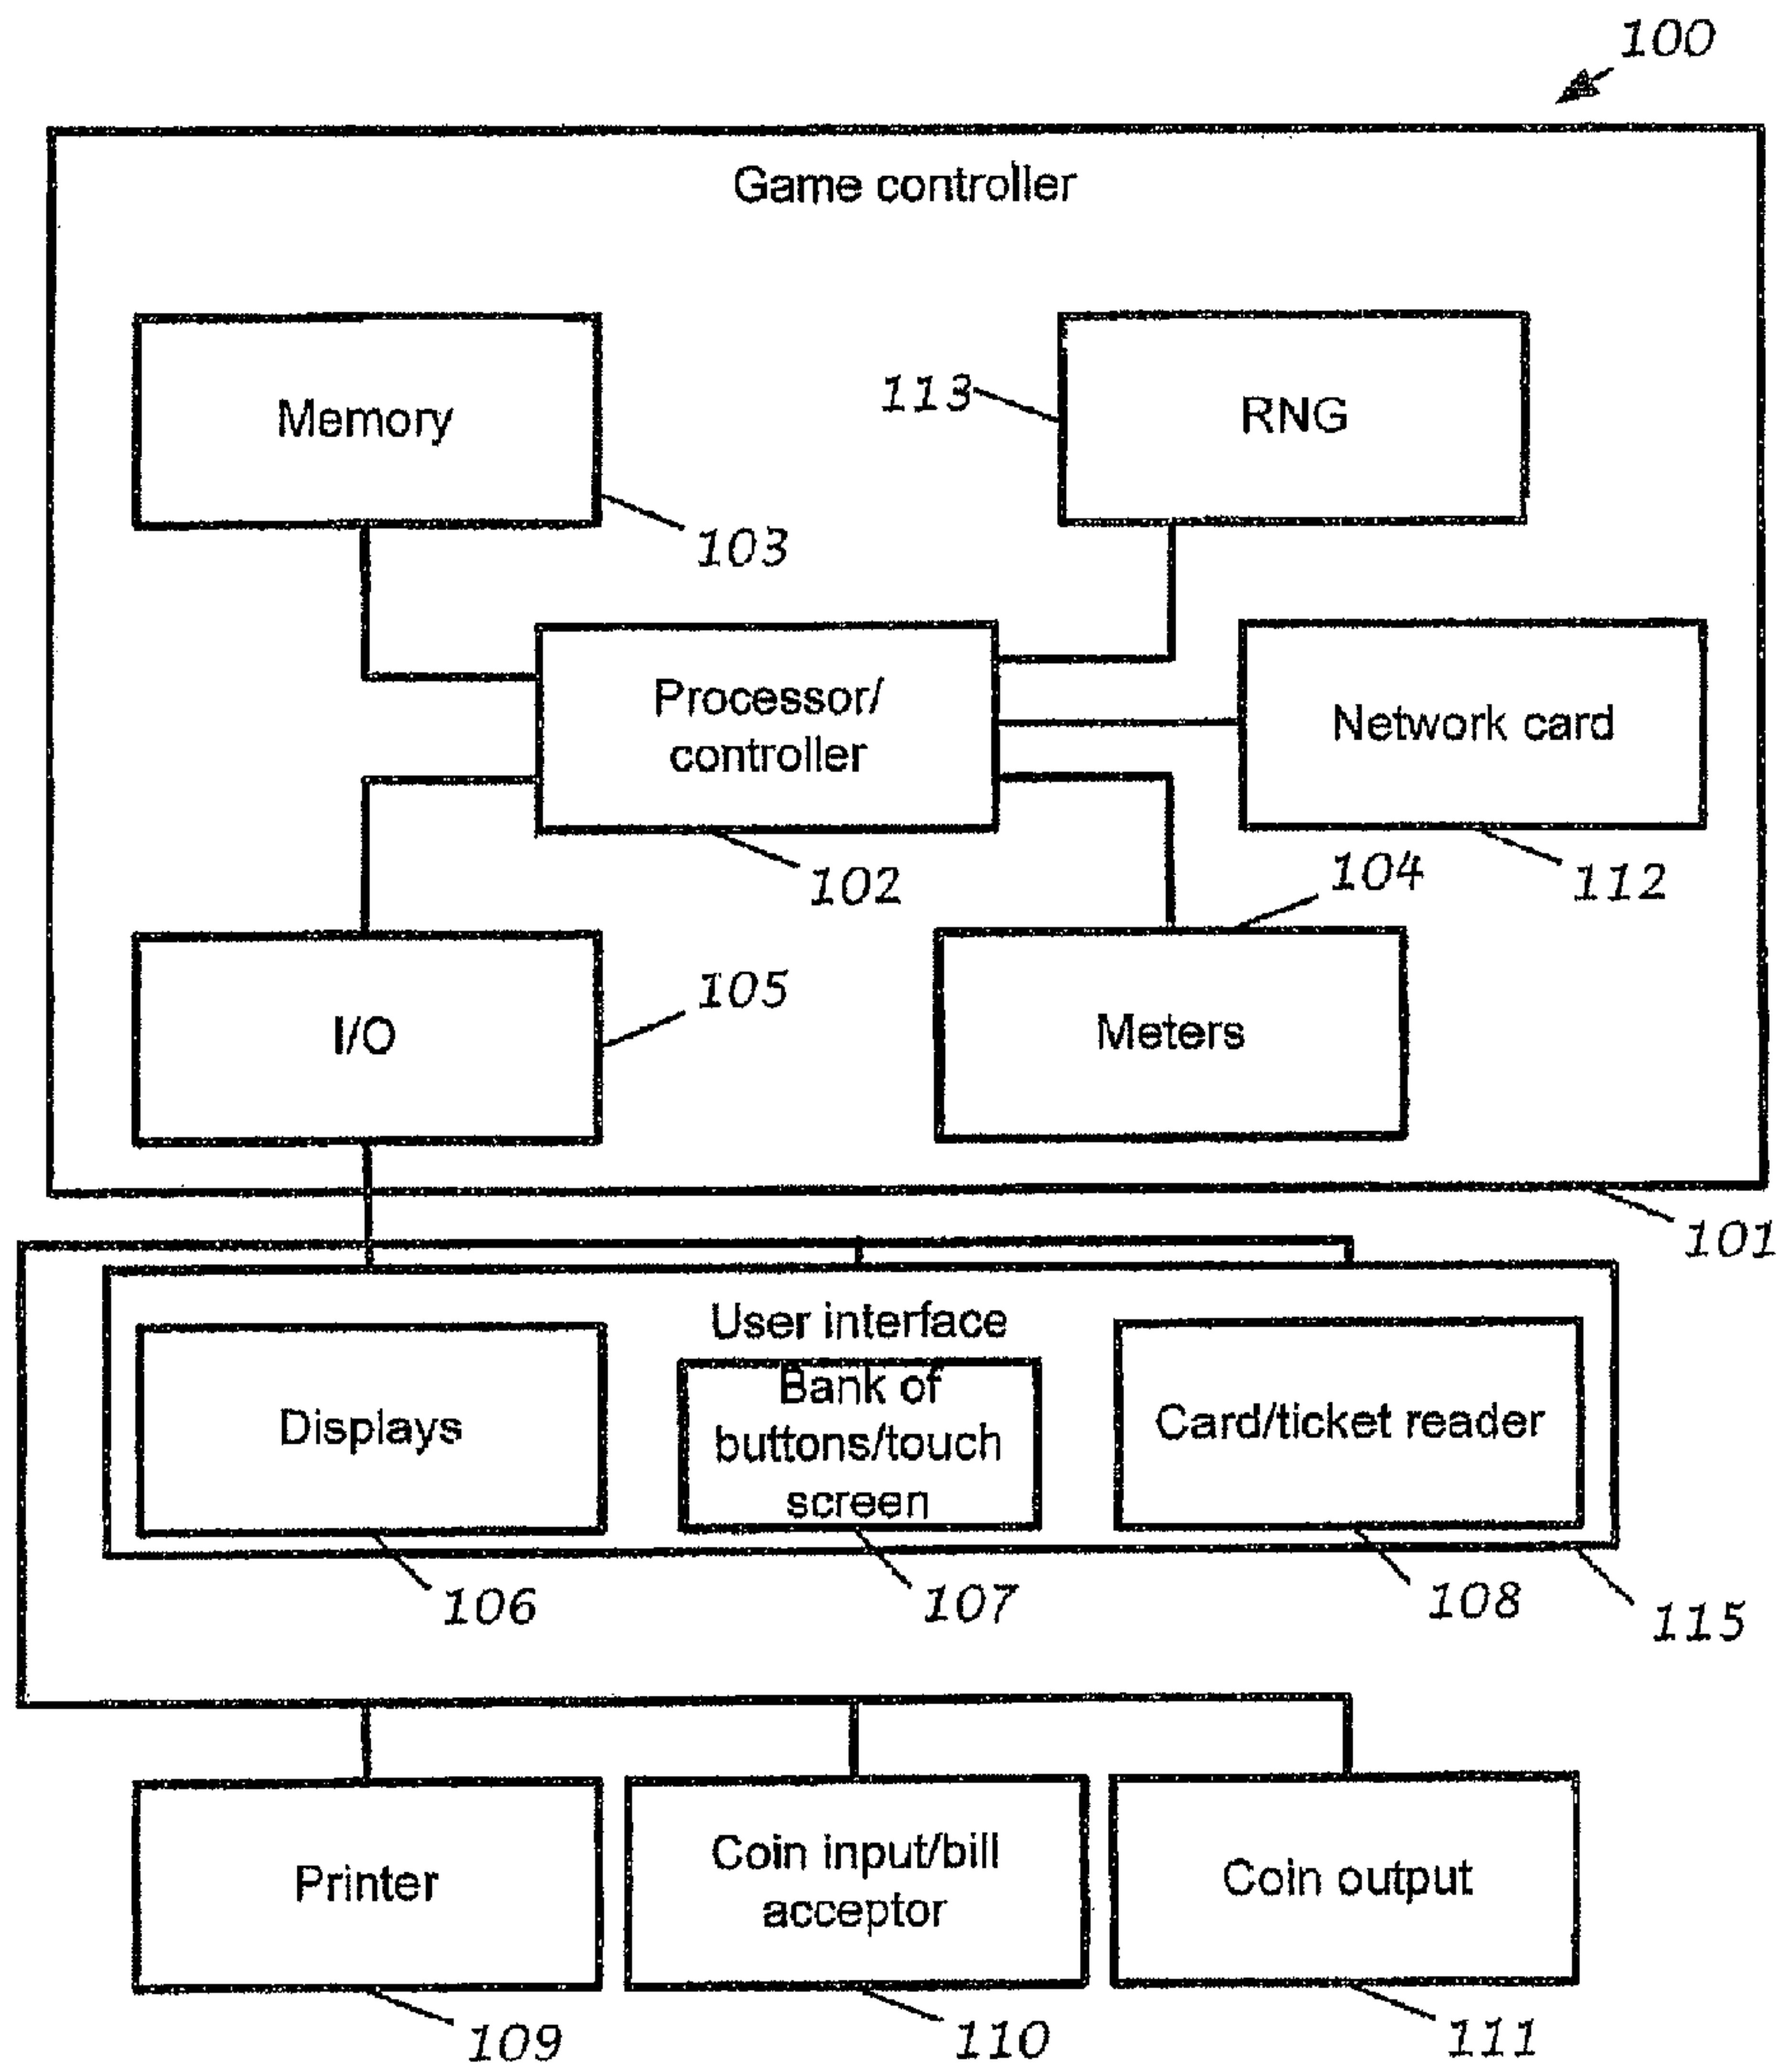 100
Game controller
Memory
113
RNG
103
Processor/
controller
Network card
102
104
112
I/O
105
Meters
101
User interface
Displays
Bank of
buttons/touch
screen
Card/ticket reader
106
107
108
115
Printer
Coin input/bill
acceptor
Coin output
109
110
111